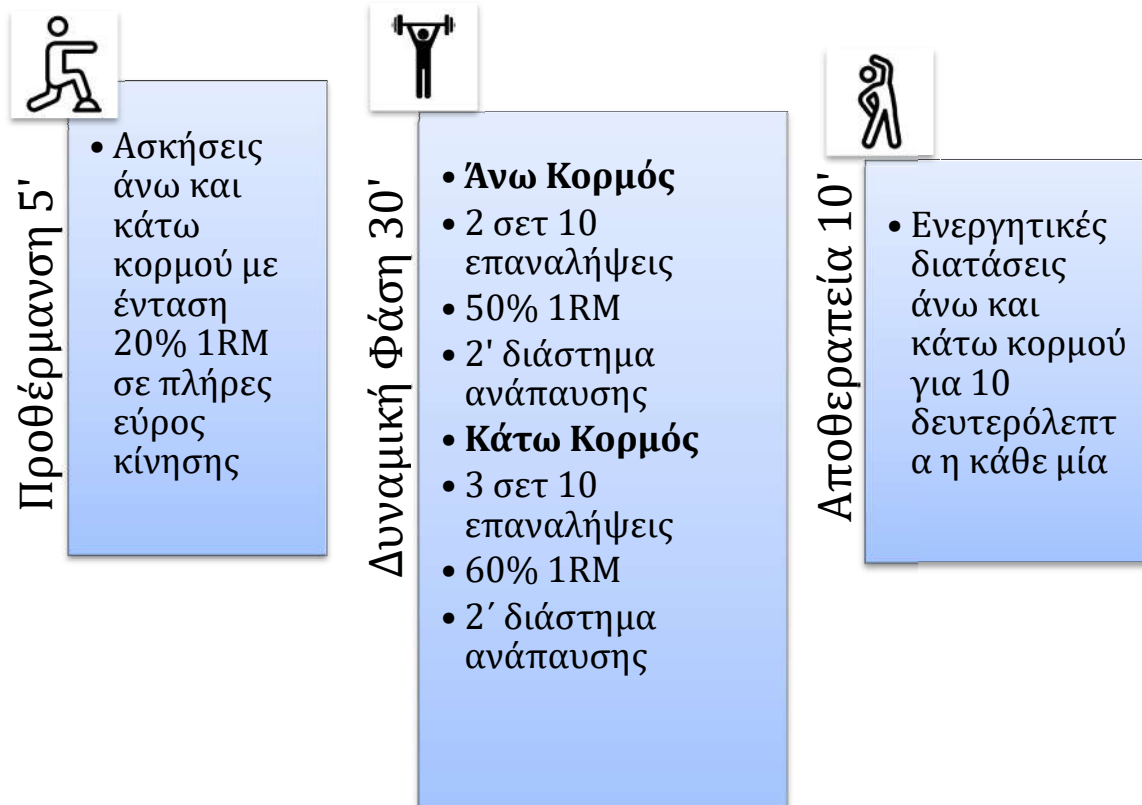 Προθέρμανση 5'
• Ασκήσεις
άνω και
κάτω
κορμού με
ένταση
20% 1RM
σε πλήρες
εύρος
κίνησης
Δυναμική Φάση 30'
• Άνω Κορμός
• 2 σετ 10
επαναλήψεις
• 50% 1RM
• 2' διάστημα
ανάπαυσης
• Κάτω Κορμός
• 3 σετ 10
επαναλήψεις
• 60% 1RM
• 2΄ διάστημα
ανάπαυσης
Αποθεραπεία 10'
• Ενεργητικές
διατάσεις
άνω και
κάτω κορμού
για 10
δευτερόλεπτ
α η κάθε μία